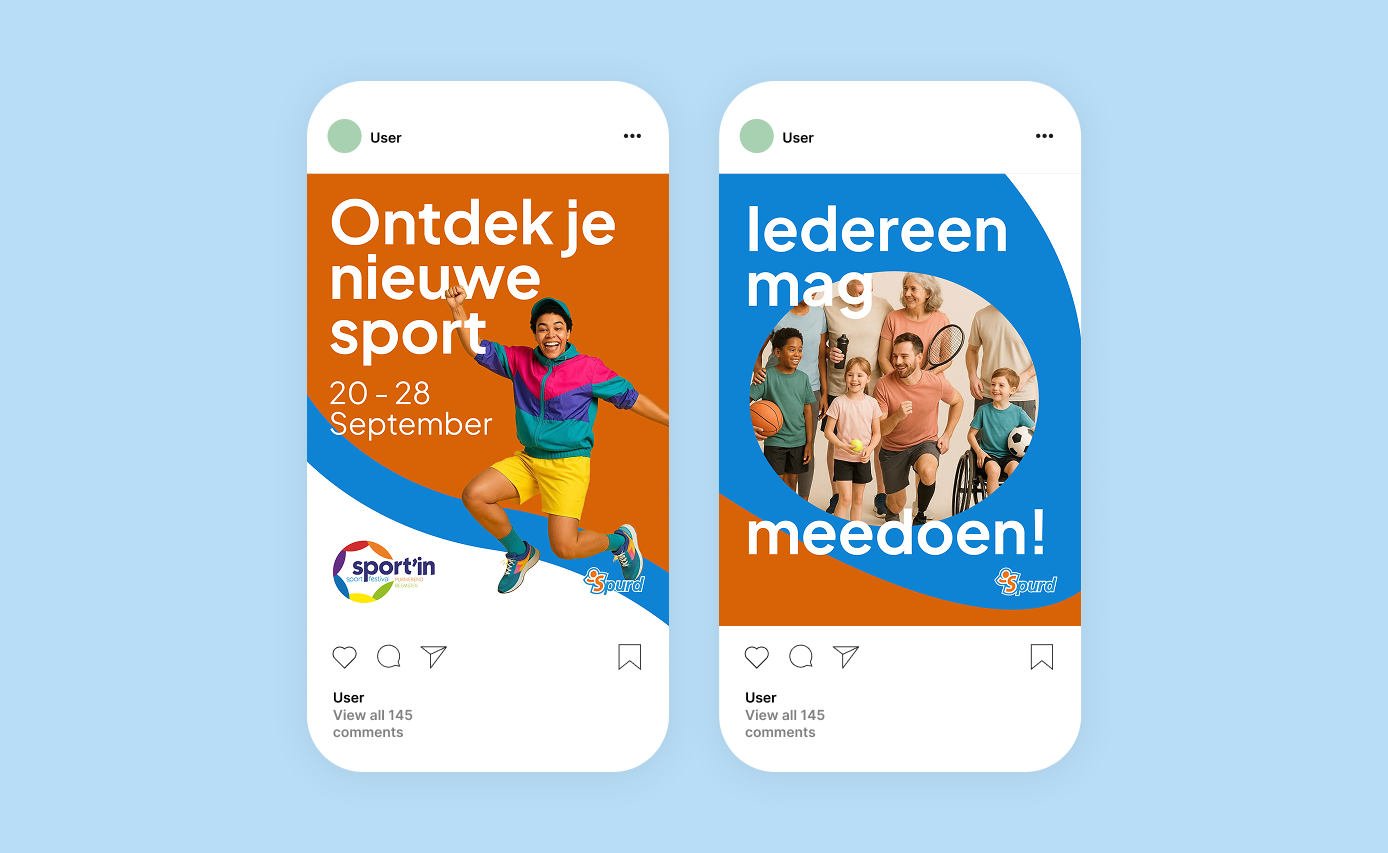 User
Ontdek je
nieuwe
sport
20 - 28
September
sport'in
sport festival PURMEREND
BEEMSTER
Spurd
User
View all 145
comments
User
Iedereen
mag
meedoen!
Spurd
User
View all 145
comments